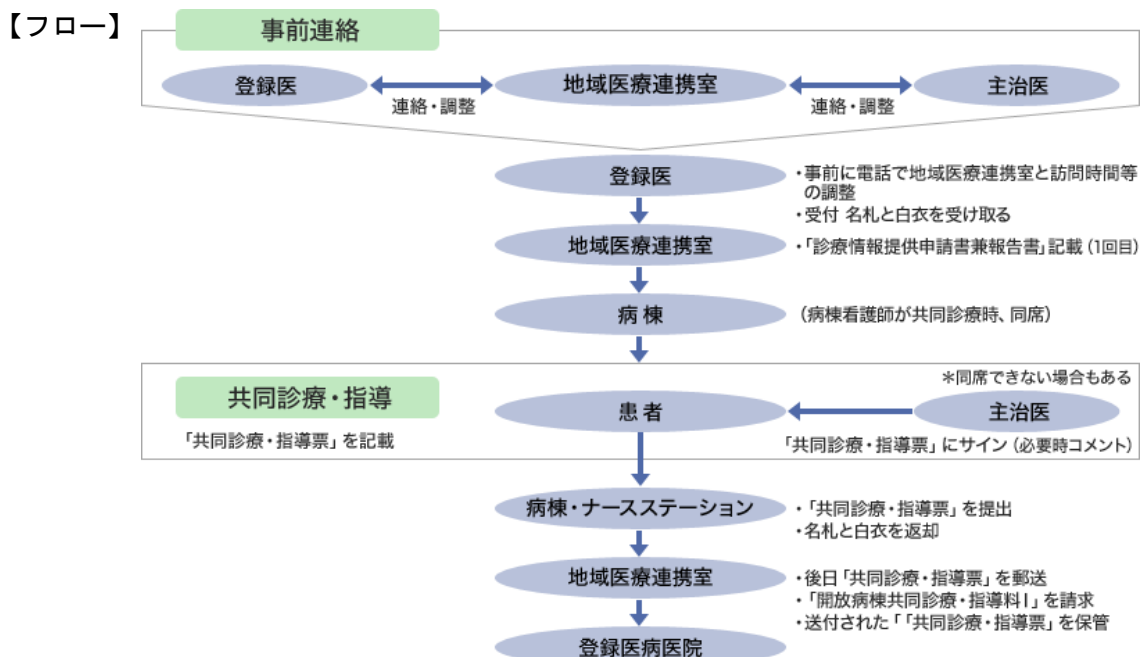 【フロー】
事前連絡
登録医
地域医療連携室
主治医
連絡・調整
連絡・調整
登録医
・事前に電話で地域医療連携室と訪問時間等
の調整
・受付 名札と白衣を受け取る
地域医療連携室
・「診療情報提供申請書兼報告書」記載（1回目）
病 棟
（病棟看護師が共同診療時、同席）
＊同席できない場合もある
共同診療・指導
患 者
主治医
「共同診療・指導票」を記載
「共同診療・指導票」にサイン（必要時コメント）
病棟・ナースステーション
・「共同診療・指導票」を提出
・名札と白衣を返却
地域医療連携室
・後日「共同診療・指導票」を郵送
・「開放病棟共同診療・指導料Ⅰ」を請求
・送付された「「共同診療・指導票」を保管
登録医病医院